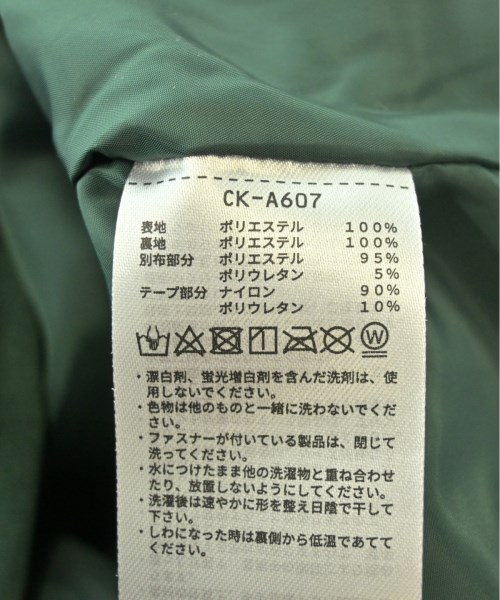 CK-A607
表地 ポリエステル 100%
裏地 ポリエステル 100%
別布部分 ポリエステル 95%
ポリウレタン 5%
テープ部分 ナイロン 90%
ポリウレタン 10%
W
・漂白剤、蛍光増白剤を含んだ洗剤は、使
用しないでください。
・色物は他のものと一緒に洗わないでくだ
さい。
・ファスナーが付いている製品は、閉じて
洗ってください。
・水につけたまま他の洗濯物と重ね合わせ
たり、放置しないようにしてください。
・洗濯後は速やかに形を整え日陰で干して
下さい。
・しわになった時は裏側から低温であてて
ください。